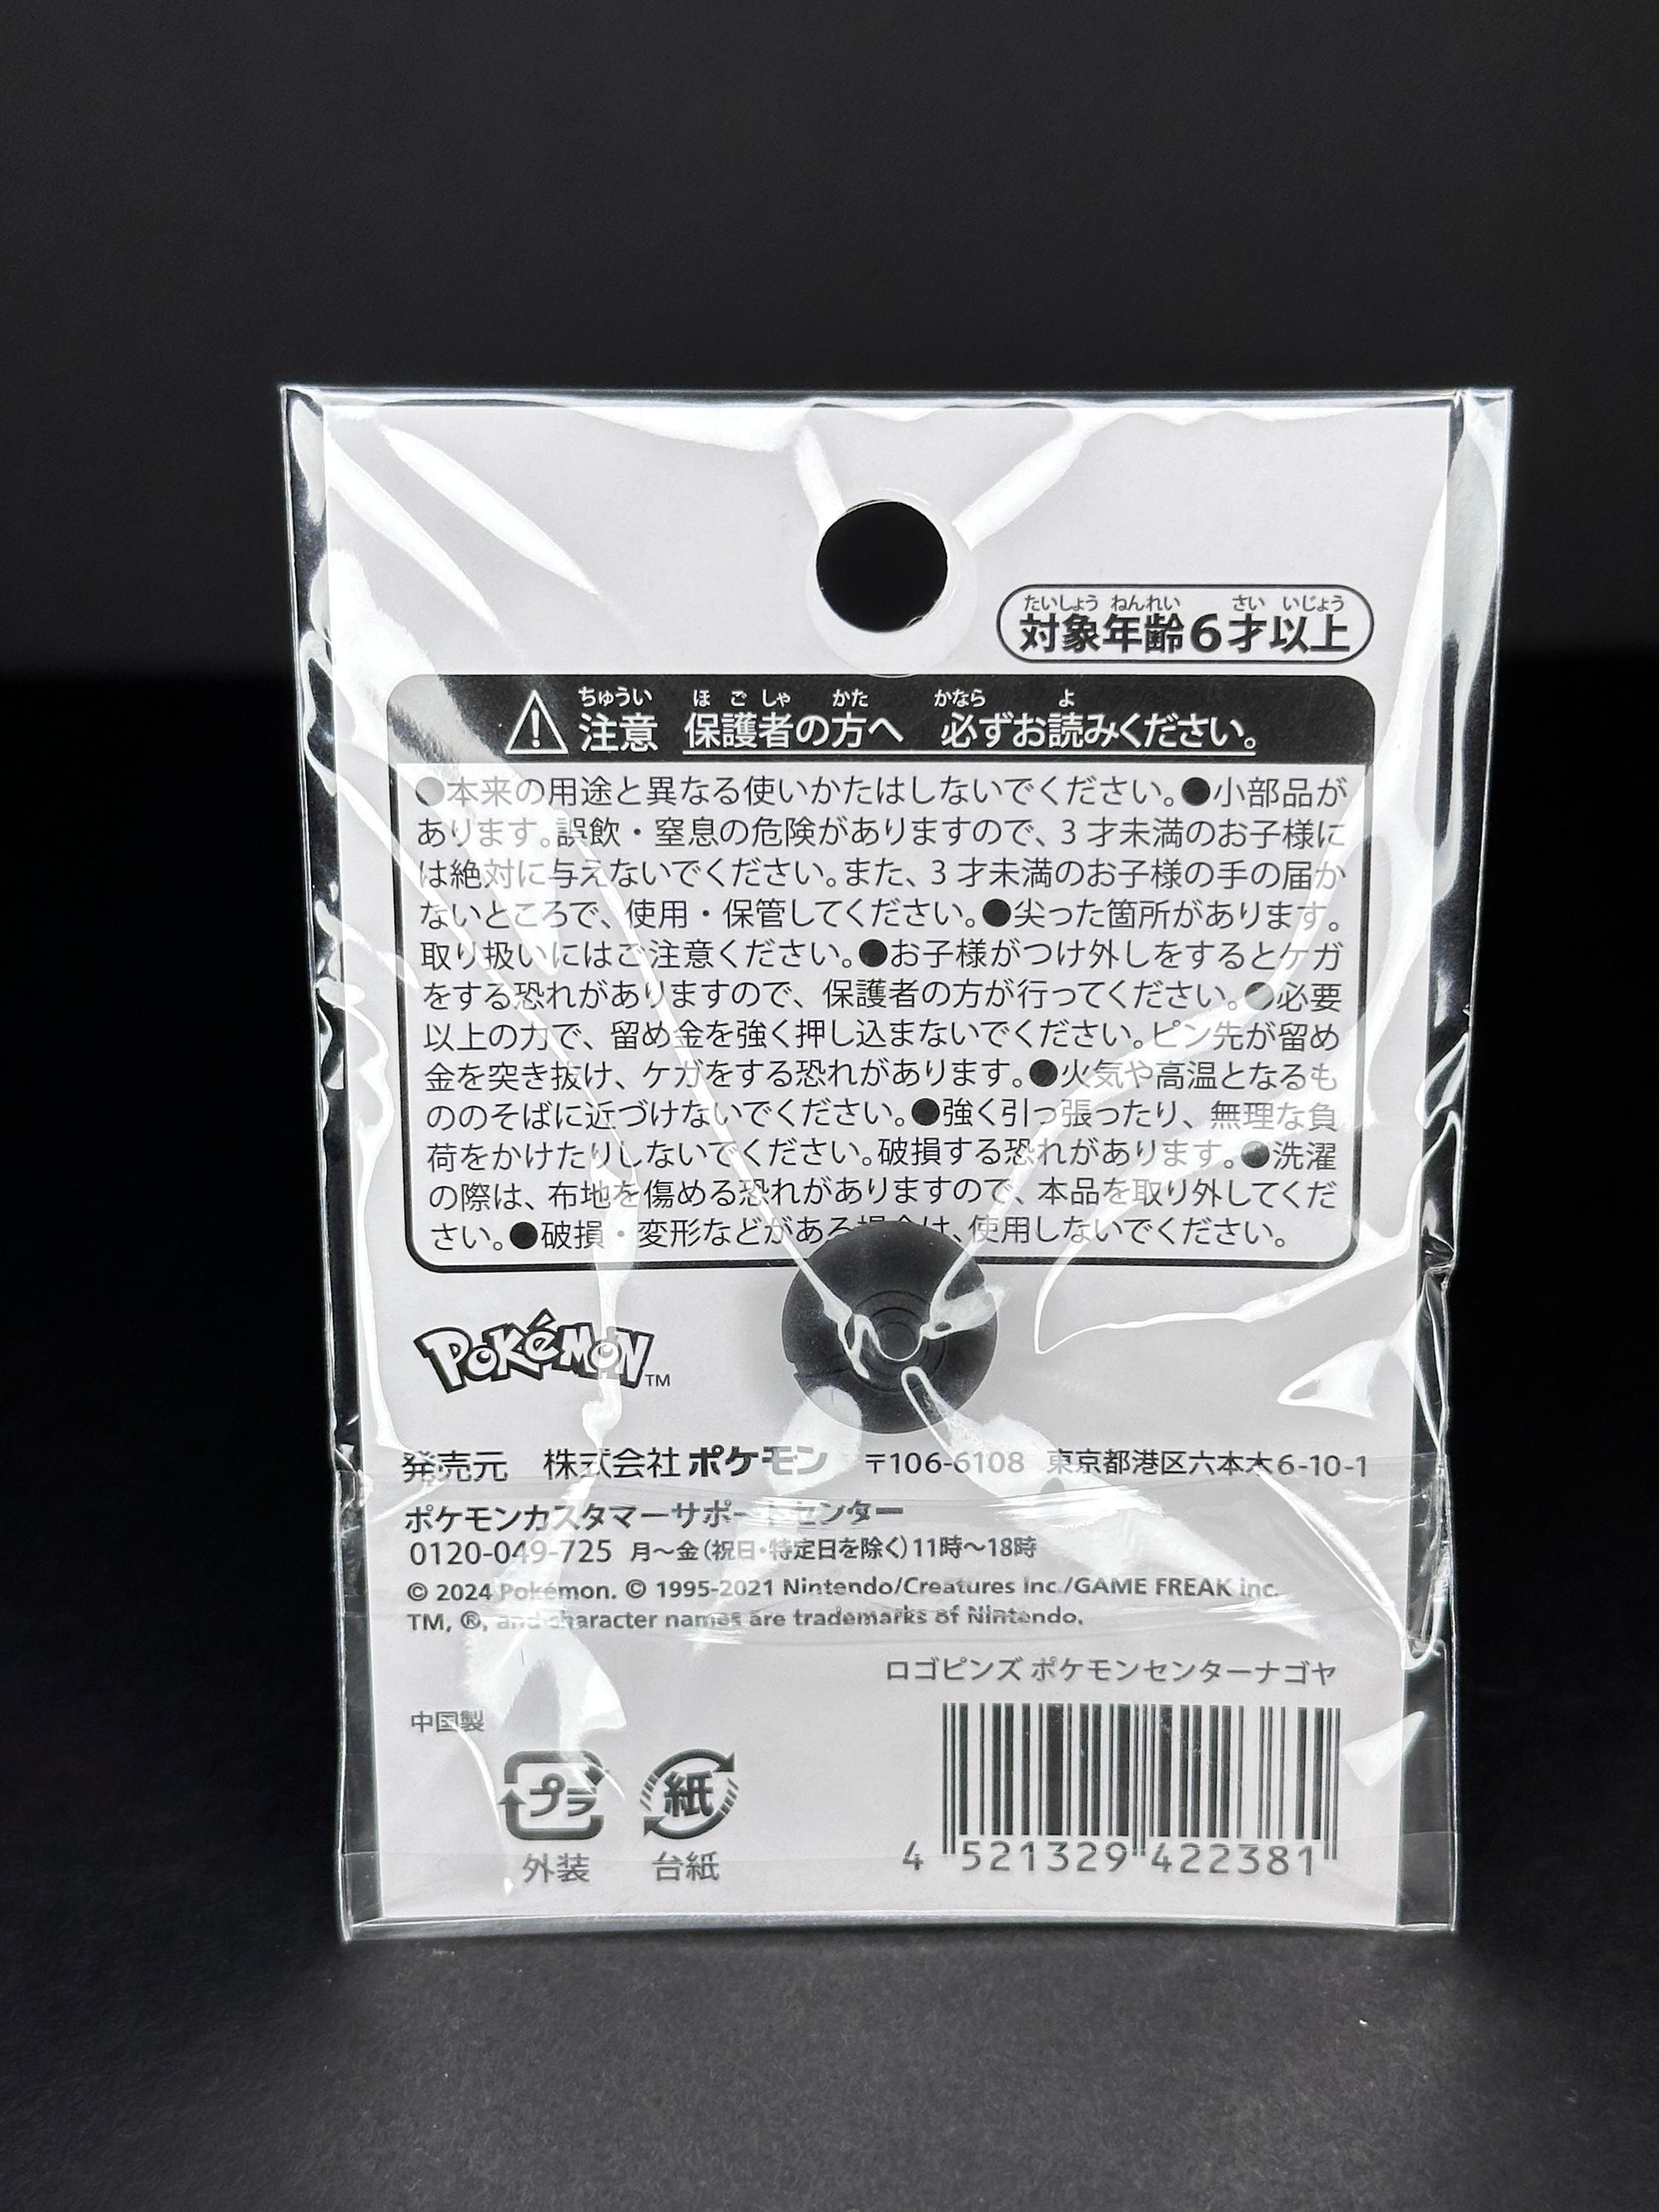 たいしょう ねんれい さい いじょう
対象年齢6才以上
ちゅうい ほごしゃ かた かなら よ
注意 保護者の方へ 必ずお読みください。
●本来の用途と異なる使いかたはしないでください。●小部品が
あります。誤飲・窒息の危険がありますので、3才未満のお子様に
は絶対に与えないでください。また、3才未満のお子様の手の届か
ないところで、使用・保管してください。●尖った箇所があります。
取り扱いにはご注意ください。●お子様がつけ外しをするとケガ
をする恐れがありますので、保護者の方が行ってください。●必要
以上の力で、留め金を強く押し込まないでください。ピン先が留め
金を突き抜け、ケガをする恐れがあります。●火気や高温となるも
ののそばに近づけないでください。●強く引っ張ったり、無理な負
荷をかけたりしないでください。破損する恐れがあります。●洗濯
の際は、布地を傷める恐れがありますので、本品を取り外してくだ
さい。●破損・変形などがある場合は、使用しないでください。
Pokémon TM
発売元 株式会社ポケモン 〒106-6108 東京都港区六本木6-10-1
ポケモンカスタマーサポートセンター
0120-049-725 月～金(祝日・特定日を除く)11時～18時
© 2024 Pokémon. © 1995-2021 Nintendo/Creatures Inc./GAME FREAK inc.
TM, ®, and character names are trademarks of Nintendo.
ロゴピンズ ポケモンセンターナゴヤ
中国製
プラ 紙
外装 台紙
4 521329 422381